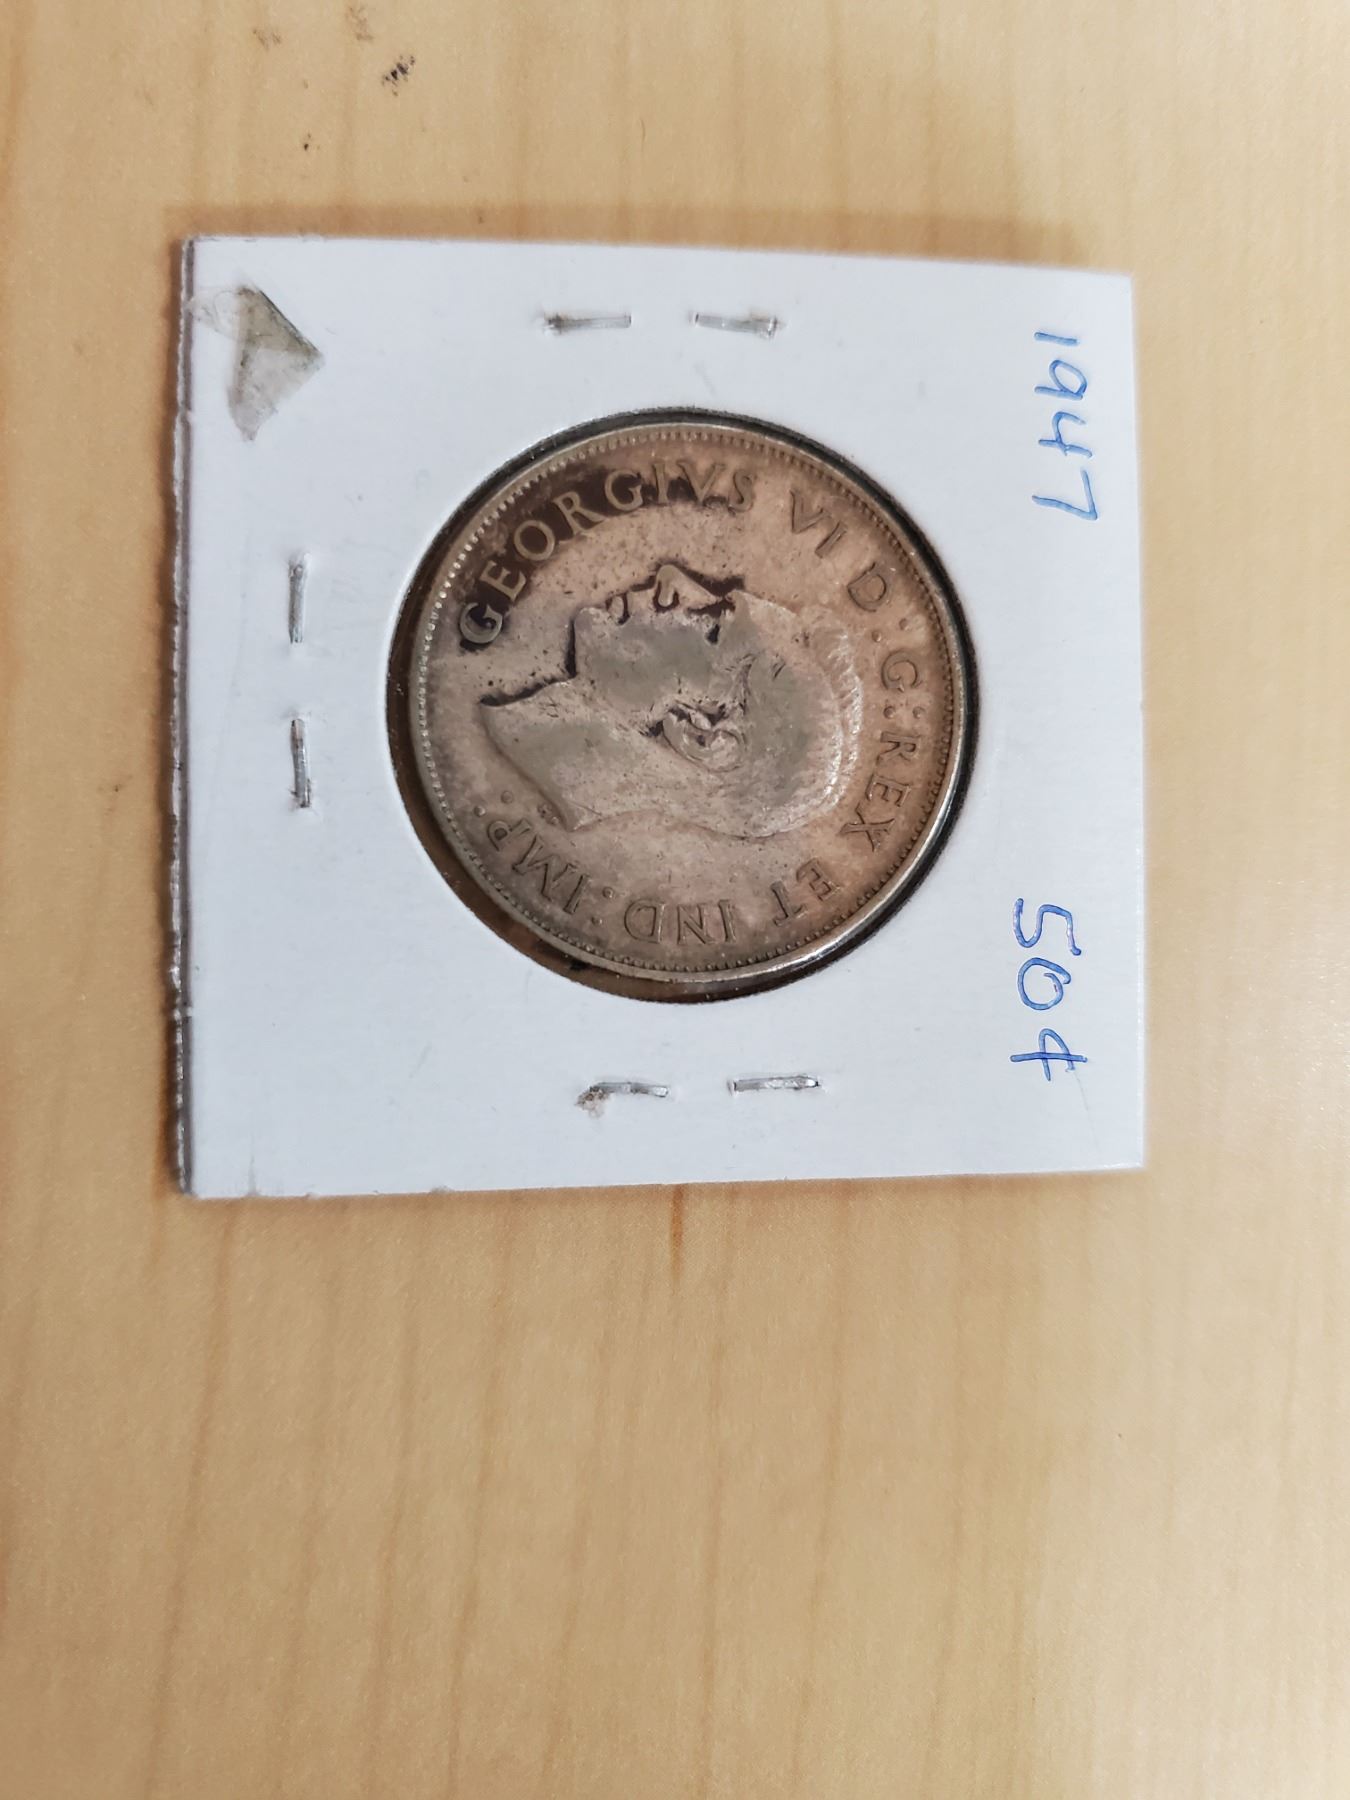 1947 50¢
GEORGIVS VI D:G:REX ET IND:IMP: